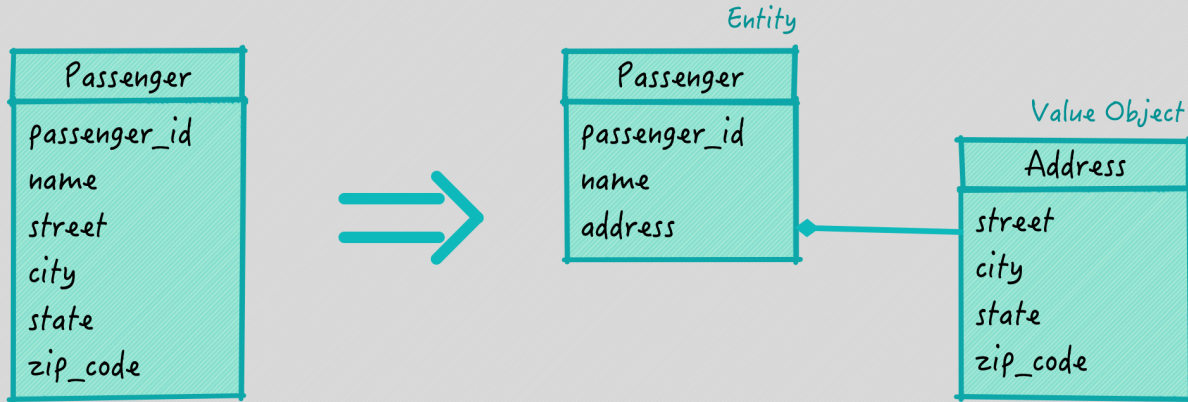 Passenger
passenger_id
name
street
city
state
zip_code
Entity
Passenger
passenger_id
name
address
Value Object
Address
street
city
state
zip_code